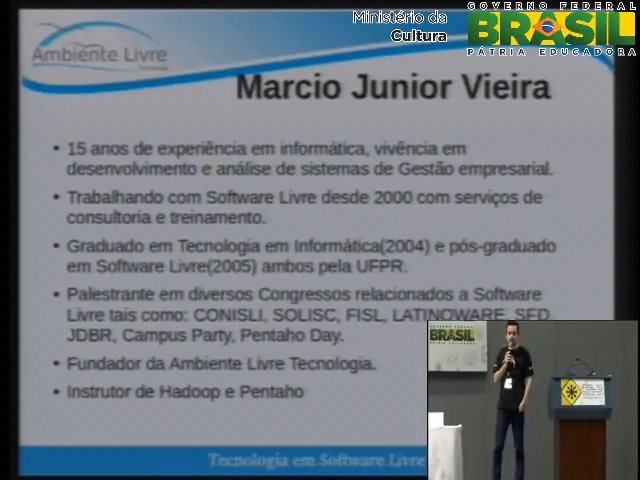 Ministério da
Cultura
GOVERNO FEDERAL
BRASIL
PÁTRIA EDUCADORA
Ambiente Livre
Marcio Junior Vieira
• 15 anos de experiência em informática, vivência em
desenvolvimento e análise de sistemas de Gestão empresarial.
• Trabalhando com Software Livre desde 2000 com serviços de
consultoria e treinamento.
• Graduado em Tecnologia em Informática(2004) e pós-graduado
em Software Livre(2005) ambos pela UFPR.
• Palestrante em diversos Congressos relacionados a Software
Livre tais como: CONISLI, SOLISC, FISL, LATINOWARE, SFD,
JDBR, Campus Party, Pentaho Day.
• Fundador da Ambiente Livre Tecnologia.
• Instrutor de Hadoop e Pentaho
Tecnologia em Software Livre
GOVERNO FEDERAL
BRASIL